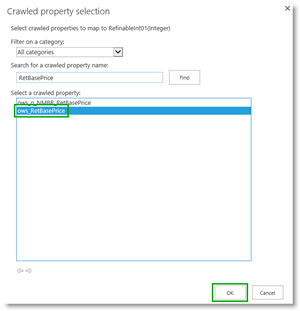 Crawled property selection
Select crawled properties to map to RefinableInt01(Integer)
Filter on a category:
All categories
Search for a crawled property name:
RetBasePrice
Find
Select a crawled property:
ows_q_NMBR_RetBasePrice
ows_RetBasePrice
OK
Cancel